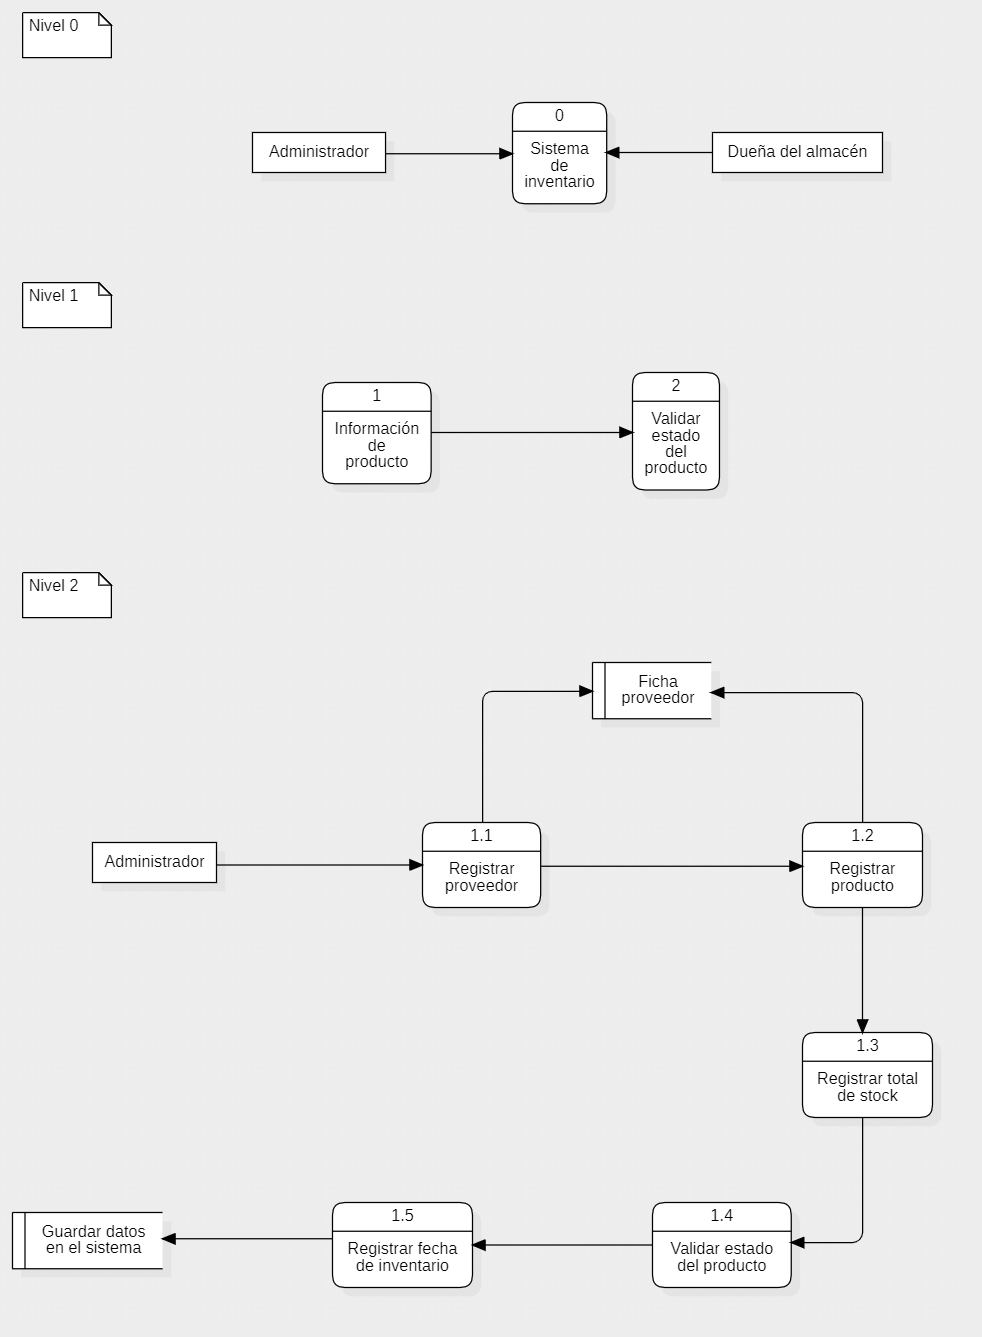 Nivel 0
0
Administrador
Sistema
de
inventario
Dueña del almacén
Nivel 1
1
Información
de
producto
2
Validar
estado
del
producto
Nivel 2
Ficha
proveedor
Administrador
1.1
Registrar
proveedor
1.2
Registrar
producto
1.3
Registrar total
de stock
1.4
Validar estado
del producto
1.5
Registrar fecha
de inventario
Guardar datos
en el sistema